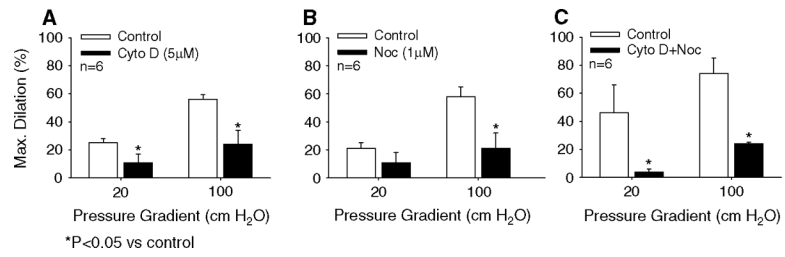 A
Control
Cyto D (5μM)
n=6
Max. Dilation (%)
100
80
60
40
20
0
*
*
20
100
Pressure Gradient (cm H₂O)
B
Control
Noc (1μM)
n=6
100
80
60
40
20
0
*
20
100
Pressure Gradient (cm H₂O)
C
Control
Cyto D+Noc
n=6
100
80
60
40
20
0
*
*
20
100
Pressure Gradient (cm H₂O)
*P<0.05 vs control